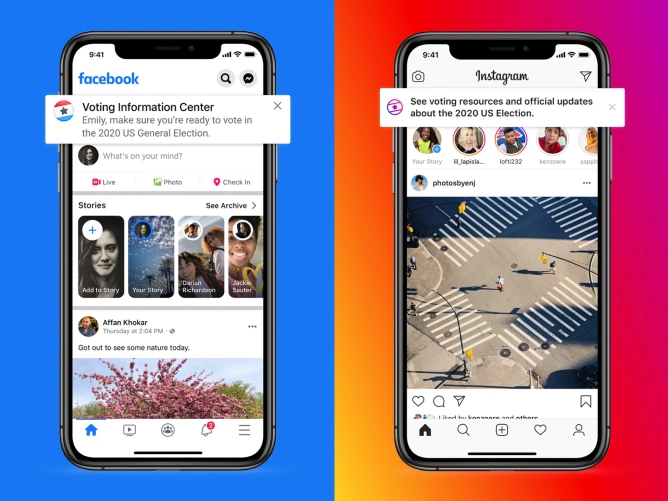 9:41
facebook
Voting Information Center
Emily, make sure you're ready to vote in
the 2020 US General Election.
What's on your mind?
Live
Photo
Check In
Stories
See Archive
Add to Story
Your Story
Darian
Richardson
Jackie
Sauter
Affan Khokar
Thursday at 2:04 PM ·
Got out to see some nature today.
2
9:41
Instagram
See voting resources and official updates
about the 2020 US Election.
Your Story
lil_lapisla...
lofti232
kenzoere
sapph
photosbyenj
Liked by kenzoere and others